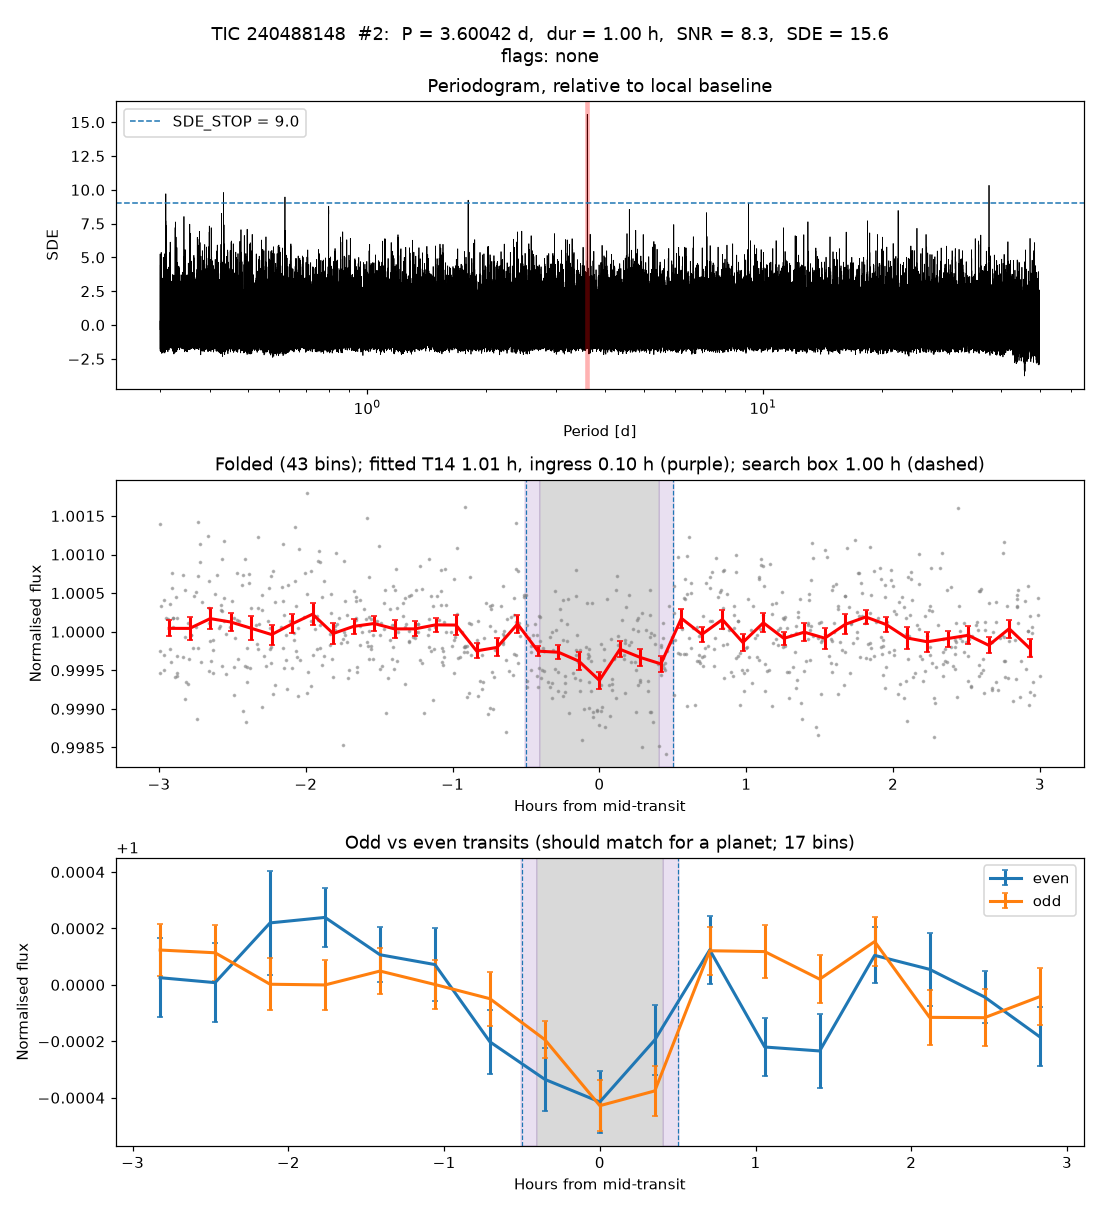 TIC 240488148  #2:  P = 3.60042 d,  dur = 1.00 h,  SNR = 8.3,  SDE = 15.6
flags: none
Periodogram, relative to local baseline
SDE_STOP = 9.0
15.0
12.5
10.0
7.5
5.0
2.5
0.0
−2.5
SDE
10⁰
10¹
Period [d]
Folded (43 bins); fitted T14 1.01 h, ingress 0.10 h (purple); search box 1.00 h (dashed)
1.0015
1.0010
1.0005
1.0000
0.9995
0.9990
0.9985
Normalised flux
−3
−2
−1
0
1
2
3
Hours from mid-transit
Odd vs even transits (should match for a planet; 17 bins)
+1
even
odd
0.0004
0.0002
0.0000
−0.0002
−0.0004
Normalised flux
−3
−2
−1
0
1
2
3
Hours from mid-transit